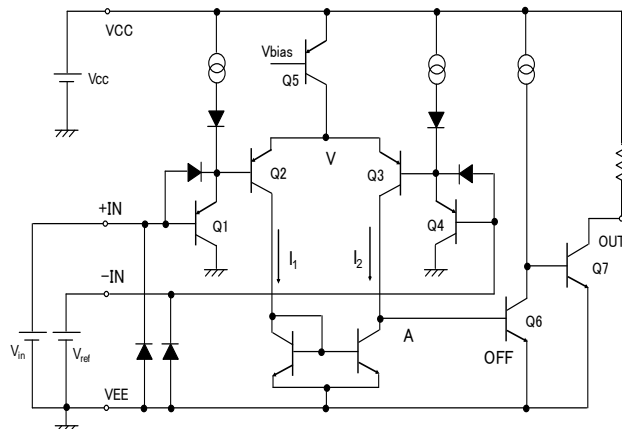 VCC
Vbias
Q5
Vcc
V
Q2
Q3
+IN
Q1
Q4
OUT
I1
I2
Q7
−IN
Q6
A
Vin
Vref
OFF
VEE